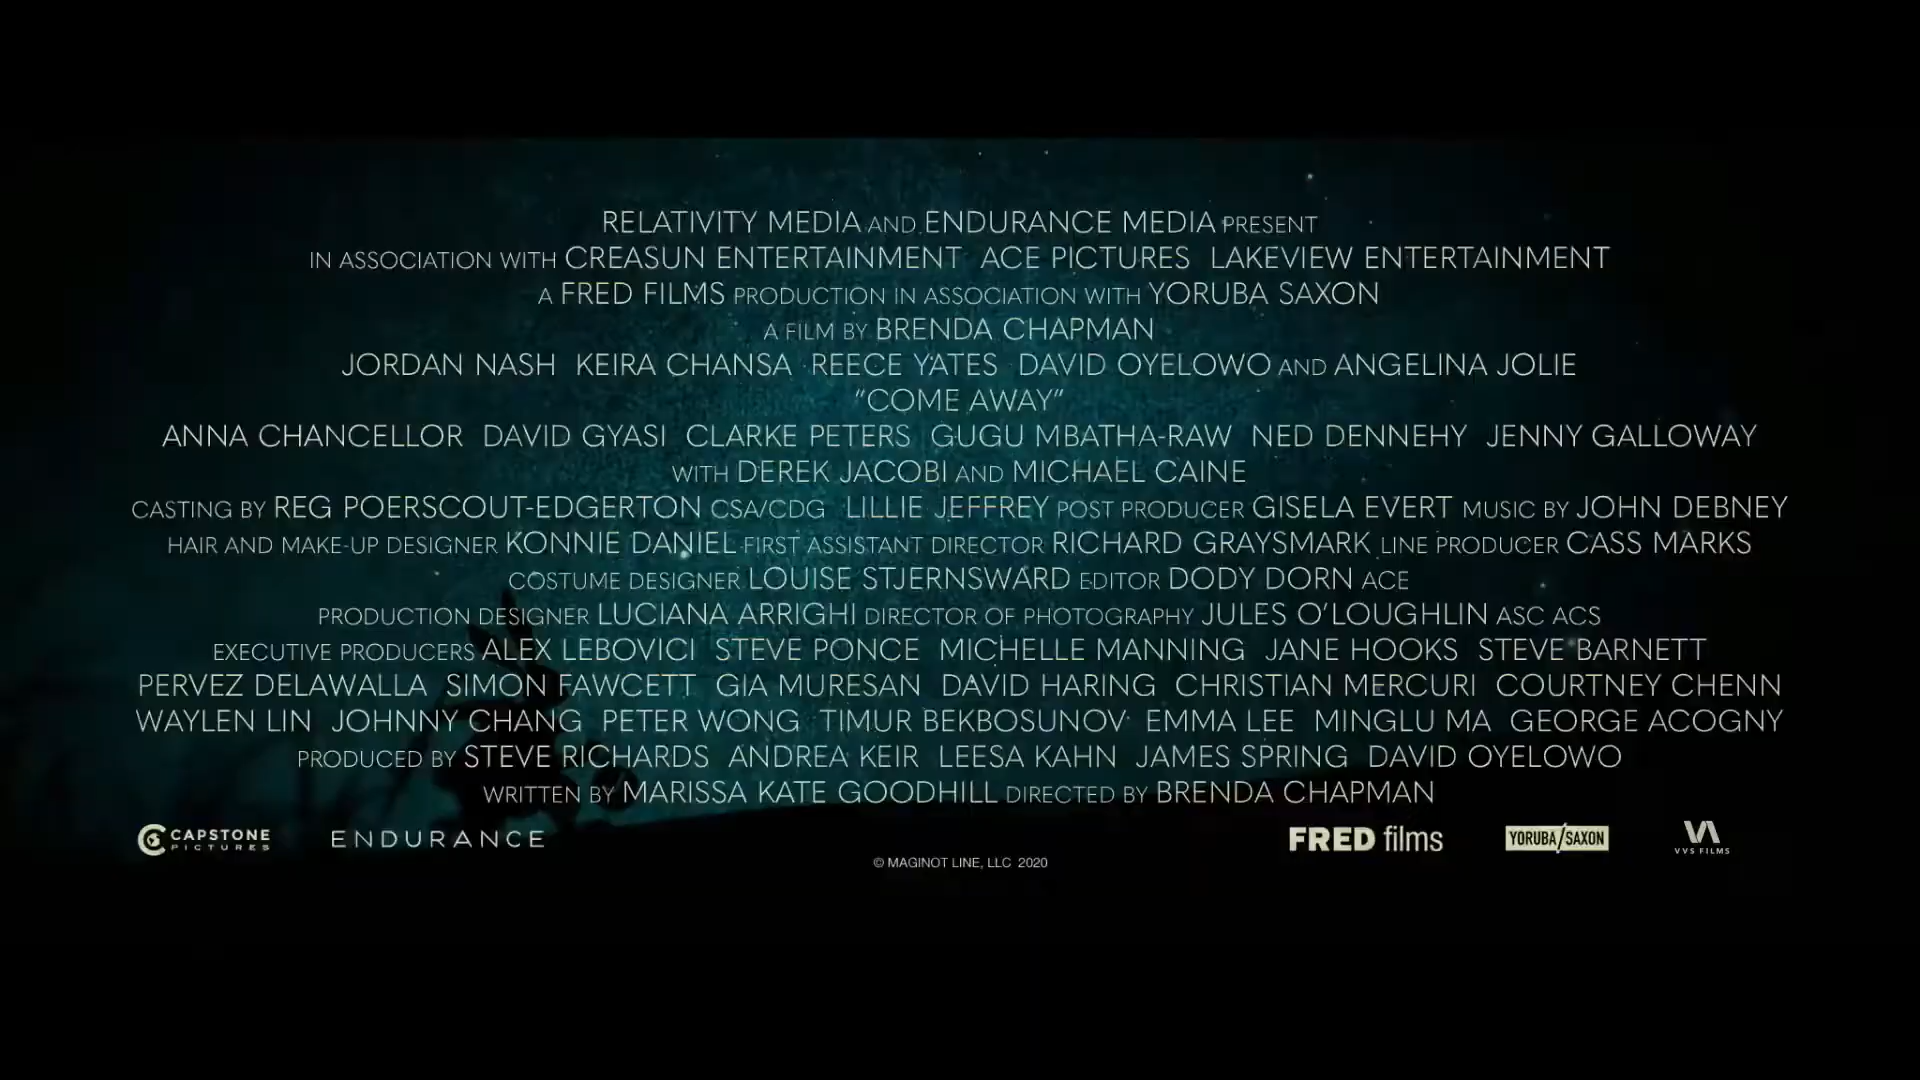 RELATIVITY MEDIA AND ENDURANCE MEDIA PRESENT
IN ASSOCIATION WITH CREASUN ENTERTAINMENT ACE PICTURES LAKEVIEW ENTERTAINMENT
A FRED FILMS PRODUCTION IN ASSOCIATION WITH YORUBA SAXON
A FILM BY BRENDA CHAPMAN
JORDAN NASH KEIRA CHANSA REECE YATES DAVID OYELOWO AND ANGELINA JOLIE
“COME AWAY”
ANNA CHANCELLOR DAVID GYASI CLARKE PETERS GUGU MBATHA-RAW NED DENNEHY JENNY GALLOWAY
WITH DEREK JACOBI AND MICHAEL CAINE
CASTING BY REG POERSCOUT-EDGERTON CSA/CDG LILLIE JEFFREY POST PRODUCER GISELA EVERT MUSIC BY JOHN DEBNEY
HAIR AND MAKE-UP DESIGNER KONNIE DANIEL FIRST ASSISTANT DIRECTOR RICHARD GRAYSMARK LINE PRODUCER CASS MARKS
COSTUME DESIGNER LOUISE STJERNSWARD EDITOR DODY DORN ACE
PRODUCTION DESIGNER LUCIANA ARRIGHI DIRECTOR OF PHOTOGRAPHY JULES O’LOUGHLIN ASC ACS
EXECUTIVE PRODUCERS ALEX LEBOVICI STEVE PONCE MICHELLE MANNING JANE HOOKS STEVE BARNETT
PERVEZ DELAWALLA SIMON FAWCETT GIA MURESAN DAVID HARING CHRISTIAN MERCURI COURTNEY CHENN
WAYLEN LIN JOHNNY CHANG PETER WONG TIMUR BEKBOSUNOV EMMA LEE MINGLU MA GEORGE ACOGNY
PRODUCED BY STEVE RICHARDS ANDREA KEIR LEESA KAHN JAMES SPRING DAVID OYELOWO
WRITTEN BY MARISSA KATE GOODHILL DIRECTED BY BRENDA CHAPMAN
CAPSTONE PICTURES
ENDURANCE
FRED films
YORUBA/SAXON
VVS FILMS
© MAGINOT LINE, LLC 2020